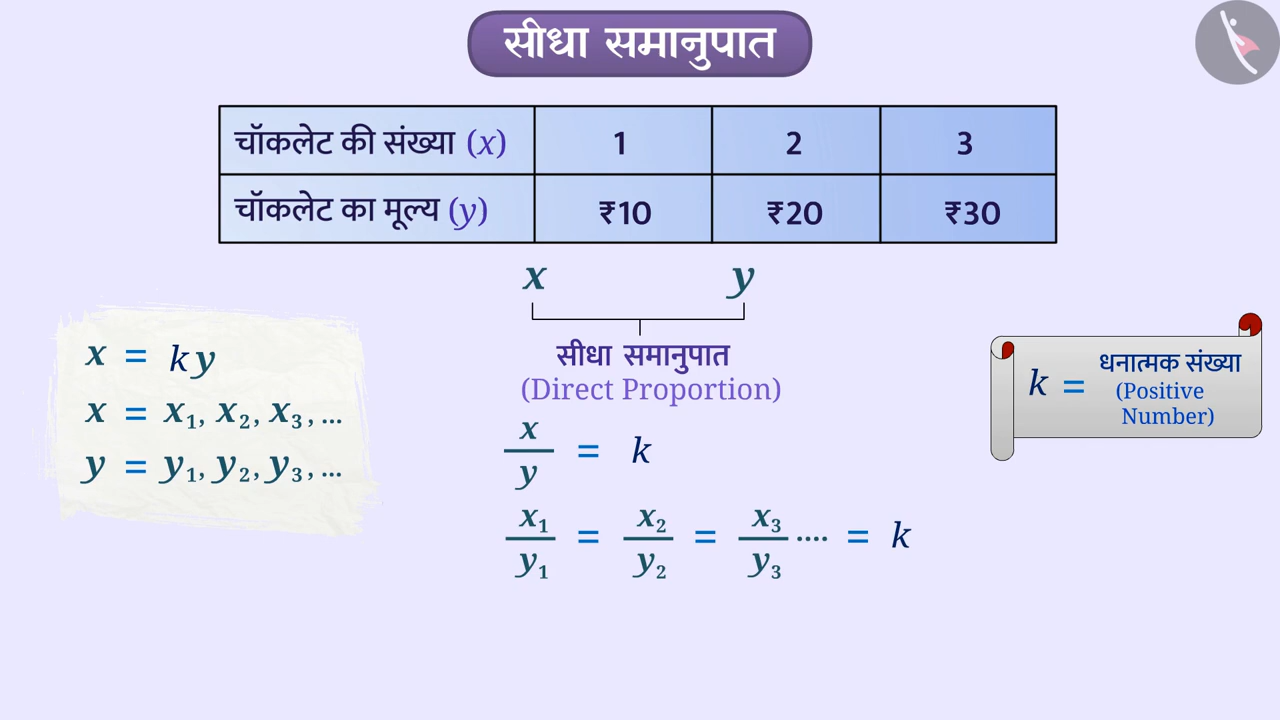 सीधा समानुपात
चॉकलेट की संख्या (x) 1 2 3
चॉकलेट का मूल्य (y) ₹10 ₹20 ₹30
x y
सीधा समानुपात
(Direct Proportion)
x/y = k
x₁/y₁ = x₂/y₂ = x₃/y₃ .... = k
x = ky
x = x₁, x₂, x₃, ...
y = y₁, y₂, y₃, ...
k = धनात्मक संख्या
(Positive
Number)